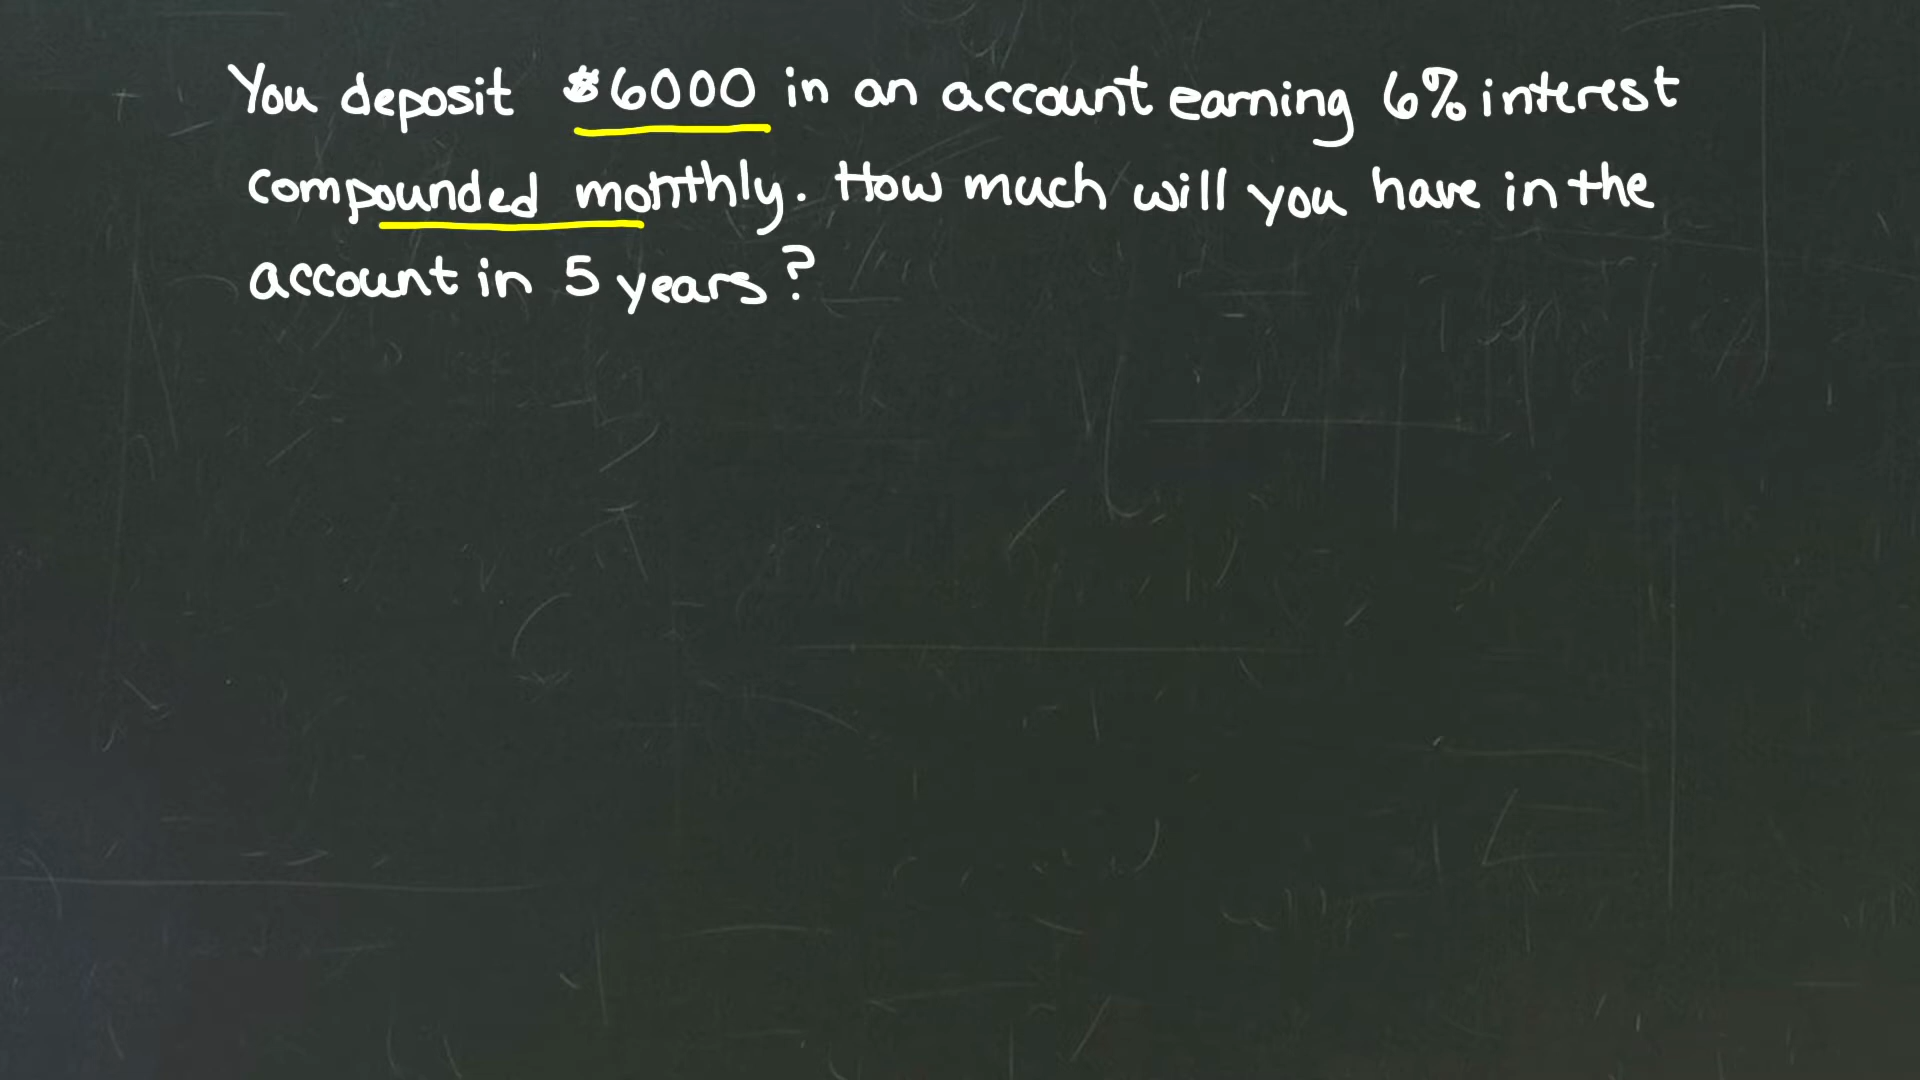 You deposit $6000 in an account earning 6% interest
compounded monthly. How much will you have in the
account in 5 years?